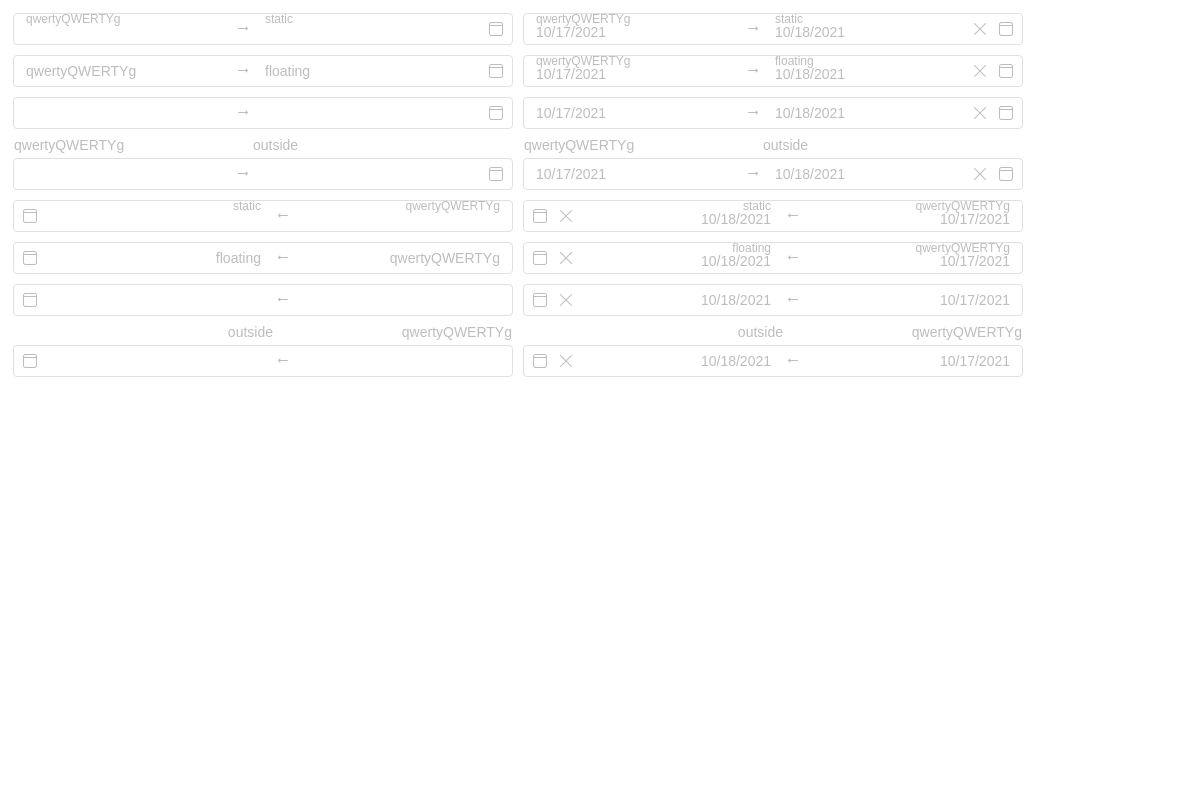 qwertyQWERTYg → static
qwertyQWERTYg static
10/17/2021 → 10/18/2021
qwertyQWERTYg → floating
qwertyQWERTYg floating
10/17/2021 → 10/18/2021
→
10/17/2021 → 10/18/2021
qwertyQWERTYg outside
→
qwertyQWERTYg outside
10/17/2021 → 10/18/2021
static ← qwertyQWERTYg
static qwertyQWERTYg
10/18/2021 ← 10/17/2021
floating ← qwertyQWERTYg
floating qwertyQWERTYg
10/18/2021 ← 10/17/2021
←
10/18/2021 ← 10/17/2021
outside qwertyQWERTYg
←
outside qwertyQWERTYg
10/18/2021 ← 10/17/2021